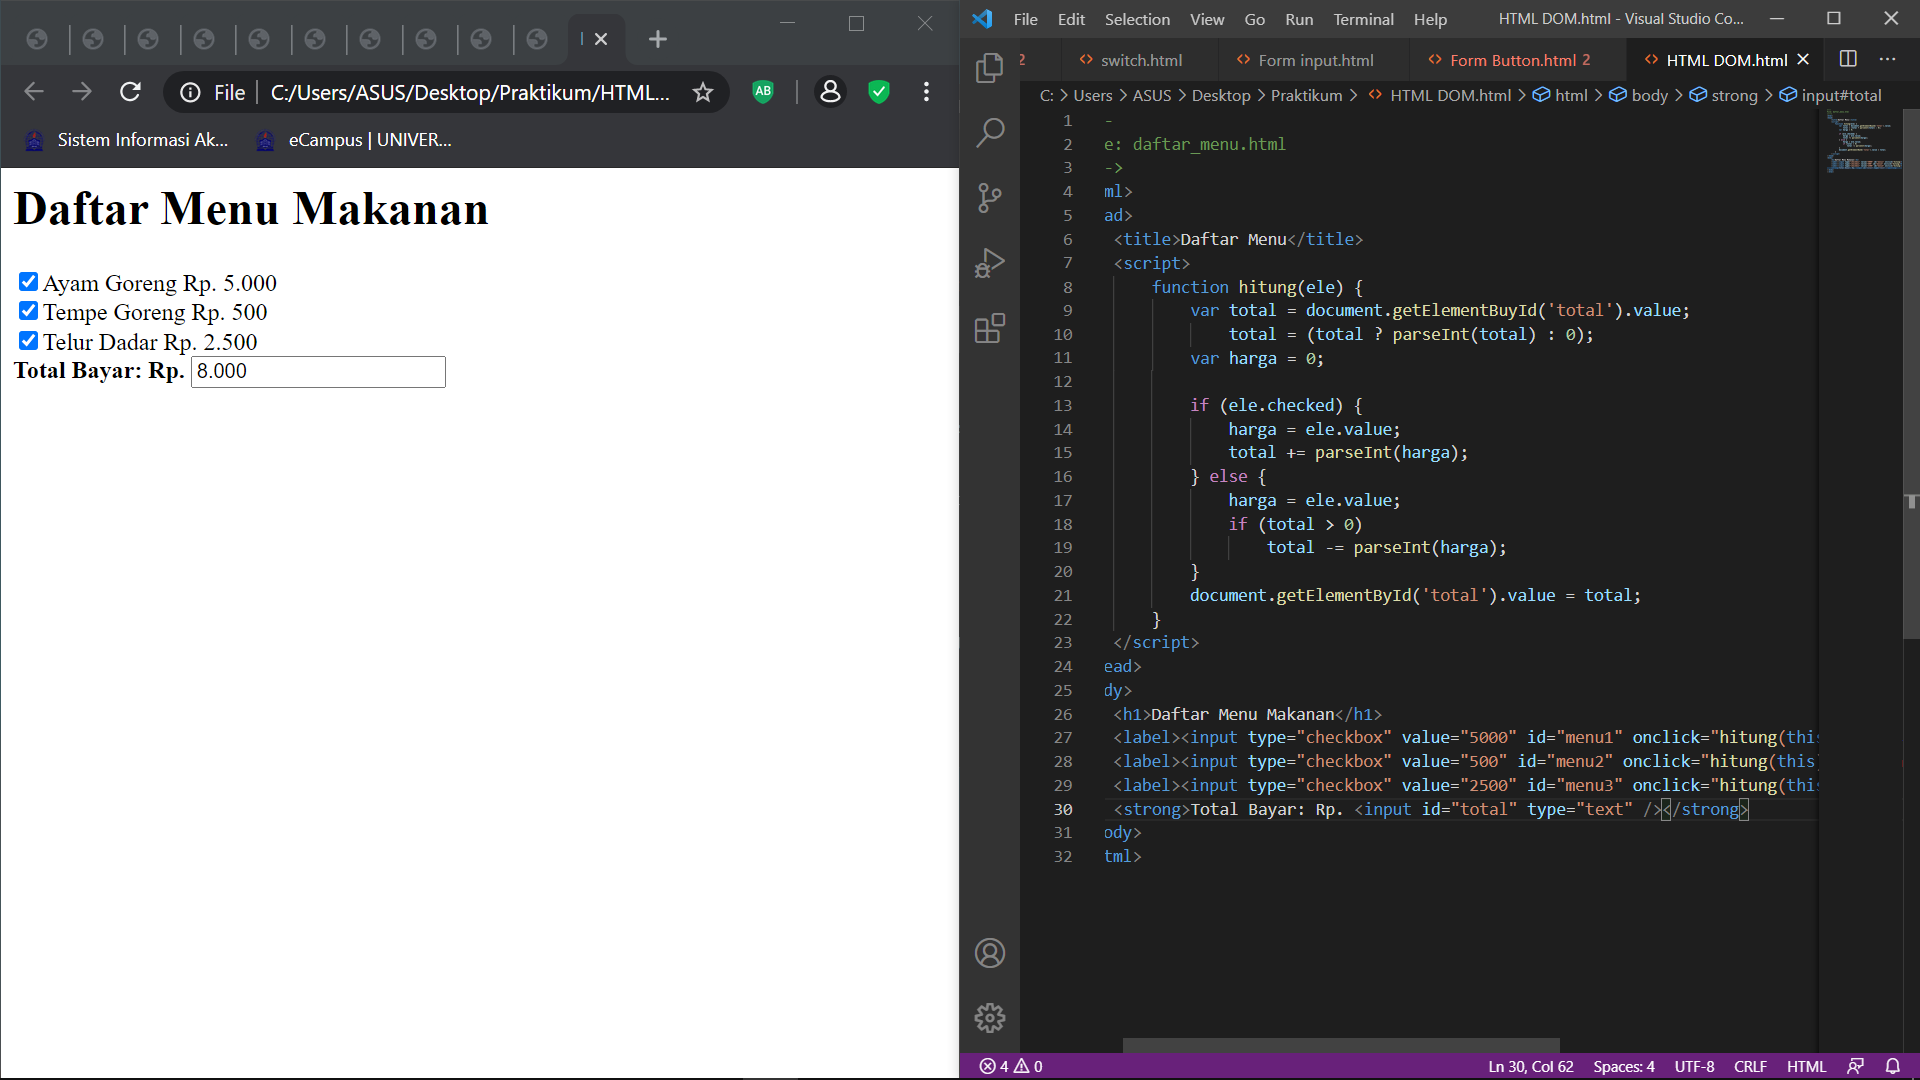 File C:/Users/ASUS/Desktop/Praktikum/HTML...
AB
Sistem Informasi Ak... eCampus | UNIVER...
Daftar Menu Makanan
Ayam Goreng Rp. 5.000
Tempe Goreng Rp. 500
Telur Dadar Rp. 2.500
Total Bayar: Rp. 8.000
File Edit Selection View Go Run Terminal Help HTML DOM.html - Visual Studio Co...
2 switch.html Form input.html Form Button.html 2 HTML DOM.html
C: > Users > ASUS > Desktop > Praktikum > HTML DOM.html > html > body > strong > input#total
1 -
2 e: daftar_menu.html
3 ->
4 ml>
5 ad>
6 <title>Daftar Menu</title>
7 <script>
8 function hitung(ele) {
9 var total = document.getElementBuyId('total').value;
10 total = (total ? parseInt(total) : 0);
11 var harga = 0;
12
13 if (ele.checked) {
14 harga = ele.value;
15 total += parseInt(harga);
16 } else {
17 harga = ele.value;
18 if (total > 0)
19 total -= parseInt(harga);
20 }
21 document.getElementById('total').value = total;
22 }
23 </script>
24 ead>
25 dy>
26 <h1>Daftar Menu Makanan</h1>
27 <label><input type="checkbox" value="5000" id="menu1" onclick="hitung(this
28 <label><input type="checkbox" value="500" id="menu2" onclick="hitung(this
29 <label><input type="checkbox" value="2500" id="menu3" onclick="hitung(this
30 <strong>Total Bayar: Rp. <input id="total" type="text" /></strong>
31 ody>
32 tml>
4 0 Ln 30, Col 62 Spaces: 4 UTF-8 CRLF HTML